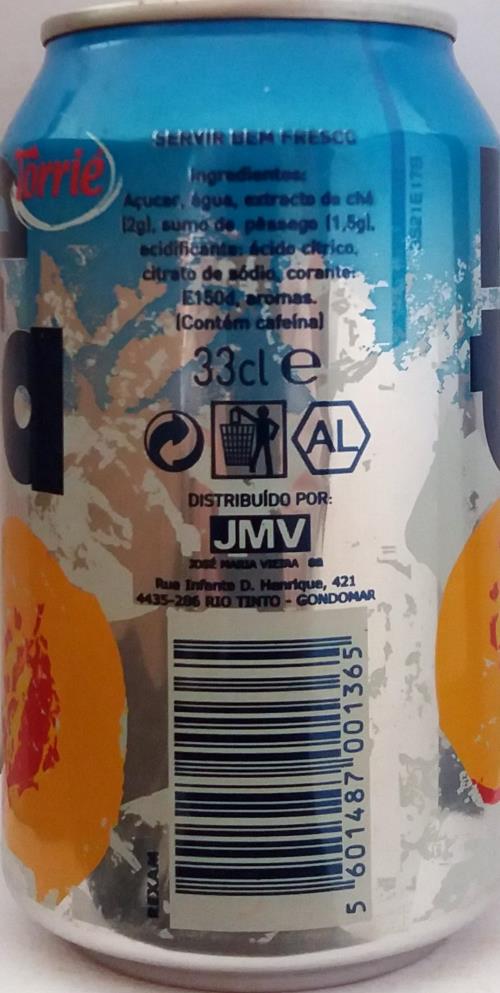 Torrié
SERVIR BEM FRESCO
Ingredientes:
Açucar, água, extracto de chá
(2g), sumo de pêssego (1,5g),
acidificante: ácido cítrico,
citrato de sódio, corante:
E150d, aromas.
(Contém cafeína)
33cl e
AL
DISTRIBUÍDO POR:
JMV
JOSÉ MARIA VIEIRA SA
Rua Infante D. Henrique, 421
4435-286 RIO TINTO - GONDOMAR
5 601487 001365
REXAM